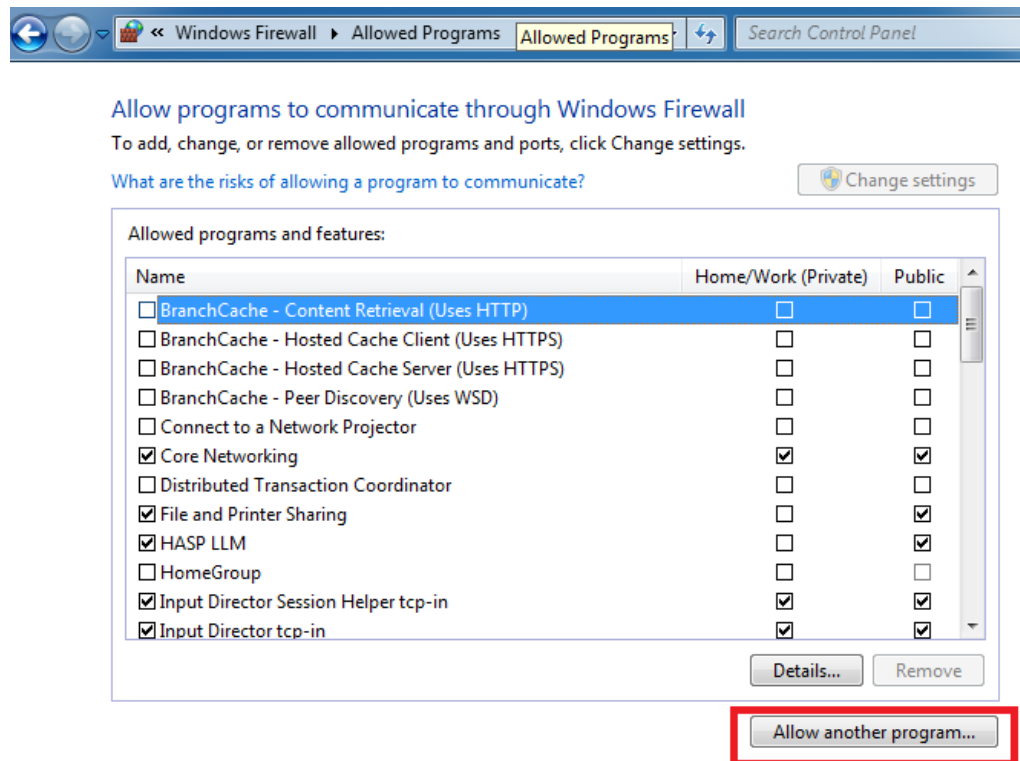 « Windows Firewall ▸ Allowed Programs Allowed Programs Search Control Panel
Allow programs to communicate through Windows Firewall
To add, change, or remove allowed programs and ports, click Change settings.
What are the risks of allowing a program to communicate? Change settings
Allowed programs and features:
Name Home/Work (Private) Public
BranchCache - Content Retrieval (Uses HTTP)
BranchCache - Hosted Cache Client (Uses HTTPS)
BranchCache - Hosted Cache Server (Uses HTTPS)
BranchCache - Peer Discovery (Uses WSD)
Connect to a Network Projector
Core Networking
Distributed Transaction Coordinator
File and Printer Sharing
HASP LLM
HomeGroup
Input Director Session Helper tcp-in
Input Director tcp-in
Details... Remove
Allow another program...